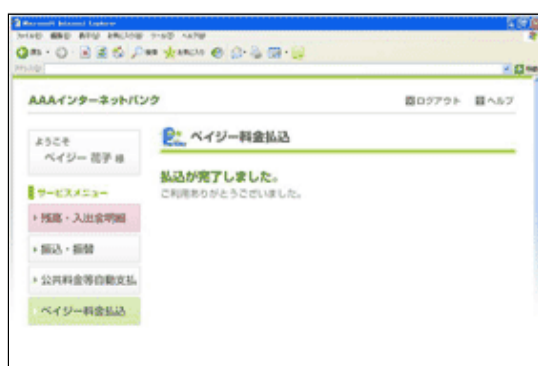 Microsoft Internet Explorer
AAAインターネットバンク
ログアウト ヘルプ
ようこそ
ペイジー 花子 様
ペイジー料金払込
払込が完了しました。
ご利用ありがとうございました。
サービスメニュー
残高・入出金明細
振込・振替
公共料金等自動支払
ペイジー料金払込